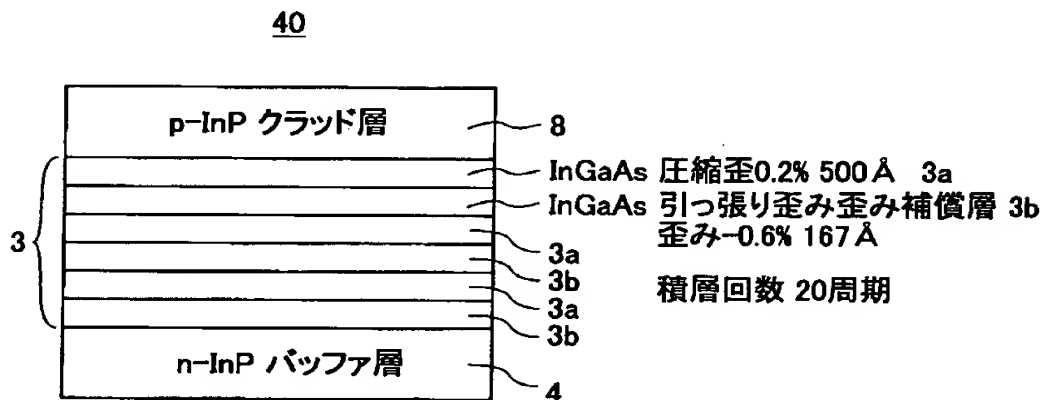 40
p-InP クラッド層
8
InGaAs 圧縮歪0.2% 500Å 3a
InGaAs 引っ張り歪み歪み補償層 3b
歪み-0.6% 167Å
3
3a
3b
積層回数 20周期
3a
3b
n-InP バッファ層
4